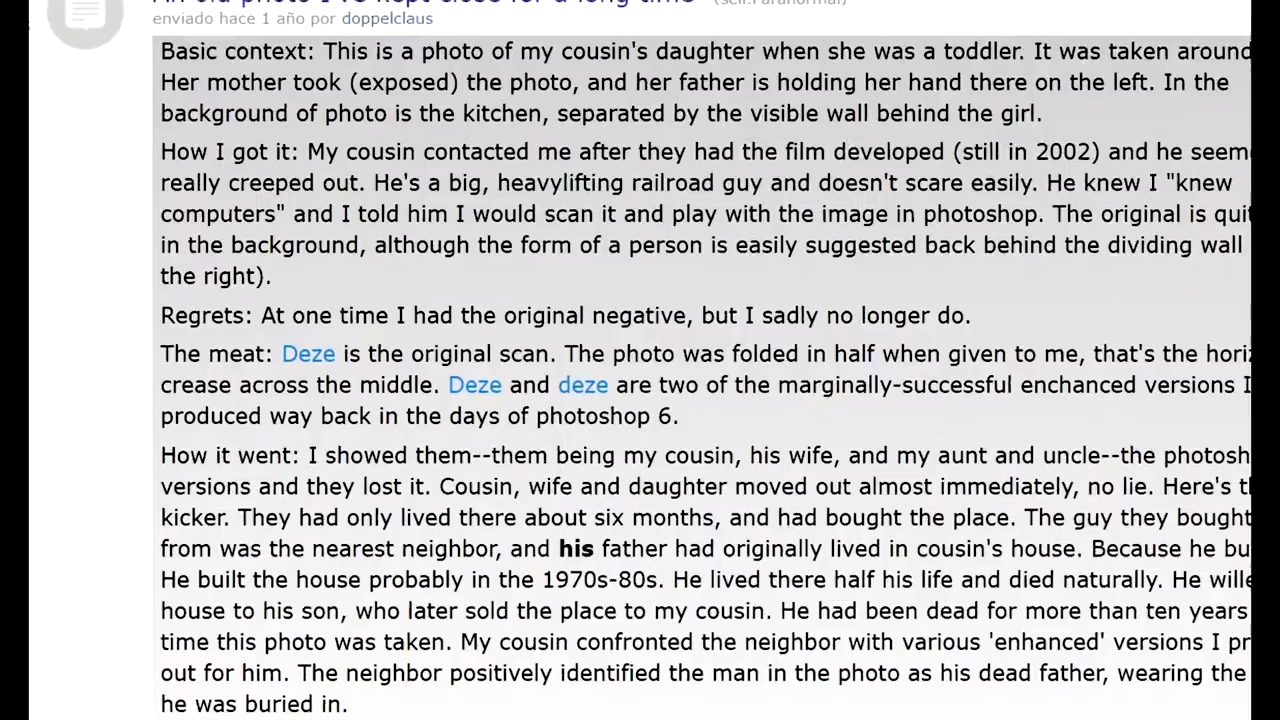 An old photo I've kept close for a long time (self.Paranormal)
enviado hace 1 año por doppelclaus
Basic context: This is a photo of my cousin's daughter when she was a toddler. It was taken around
Her mother took (exposed) the photo, and her father is holding her hand there on the left. In the
background of photo is the kitchen, separated by the visible wall behind the girl.
How I got it: My cousin contacted me after they had the film developed (still in 2002) and he seem
really creeped out. He's a big, heavylifting railroad guy and doesn't scare easily. He knew I "knew
computers" and I told him I would scan it and play with the image in photoshop. The original is qui
in the background, although the form of a person is easily suggested back behind the dividing wall
the right).
Regrets: At one time I had the original negative, but I sadly no longer do.
The meat: Deze is the original scan. The photo was folded in half when given to me, that's the hori
crease across the middle. Deze and deze are two of the marginally-successful enchanced versions I
produced way back in the days of photoshop 6.
How it went: I showed them--them being my cousin, his wife, and my aunt and uncle--the photosh
versions and they lost it. Cousin, wife and daughter moved out almost immediately, no lie. Here's t
kicker. They had only lived there about six months, and had bought the place. The guy they bought
from was the nearest neighbor, and his father had originally lived in cousin's house. Because he bu
He built the house probably in the 1970s-80s. He lived there half his life and died naturally. He wille
house to his son, who later sold the place to my cousin. He had been dead for more than ten years
time this photo was taken. My cousin confronted the neighbor with various 'enhanced' versions I pr
out for him. The neighbor positively identified the man in the photo as his dead father, wearing the
he was buried in.